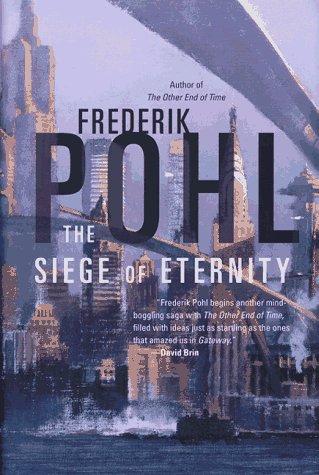 Author of
The Other End of Time
FREDERIK
POHL
THE
SIEGE OF ETERNITY
"Frederik Pohl begins another mind-
boggling saga with The Other End of Time,
filled with ideas just as startling as the ones
that amazed us in Gateway."
—David Brin